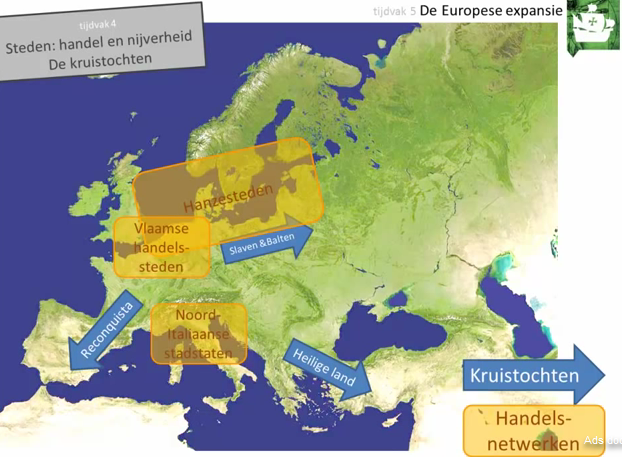 tijdvak 4
Steden: handel en nijverheid
De kruistochten
tijdvak 5 De Europese expansie
Hanzesteden
Vlaamse
handels-
steden
Slaven &Balten
Reconquista
Noord-
Italiaanse
stadstaten
Heilige land
Kruistochten
Handels-
netwerken